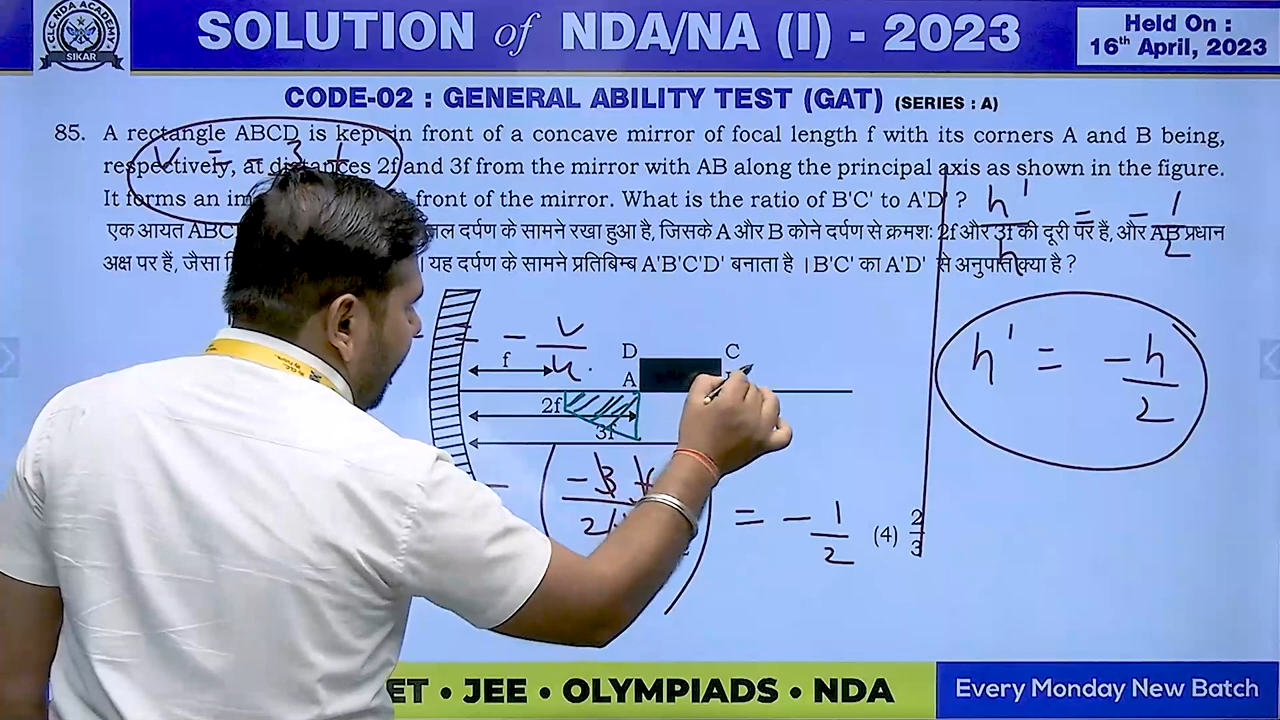 CLC NDA ACADEMY
SIKAR
SOLUTION of NDA/NA (I) - 2023
Held On :
16th April, 2023
CODE-02 : GENERAL ABILITY TEST (GAT) (SERIES : A)
85. A rectangle ABCD is kept in front of a concave mirror of focal length f with its corners A and B being,
respectively, at distances 2f and 3f from the mirror with AB along the principal axis as shown in the figure.
It forms an im front of the mirror. What is the ratio of B'C' to A'D' ?
एक आयत ABC दर्पण के सामने रखा हुआ है, जिसके A और B कोने दर्पण से क्रमशः 2f और 3f की दूरी पर हैं, और AB प्रधान
अक्ष पर हैं, जैसा । यह दर्पण के सामने प्रतिबिम्ब A'B'C'D' बनाता है । B'C' का A'D' से अनुपात क्या है ?
h'/h = -1/2
- v/u
D C
f
A
2f
3f
h' = -h/2
= -1/2
(4) 2/3
ET • JEE • OLYMPIADS • NDA
Every Monday New Batch